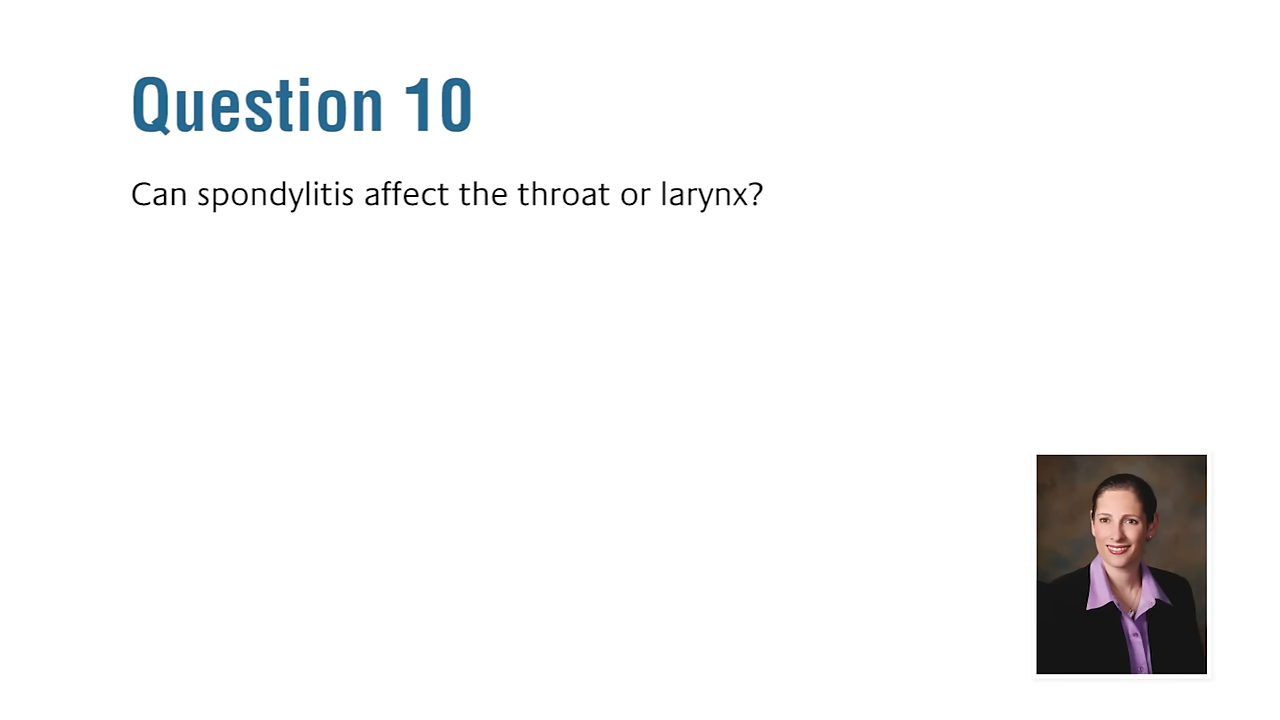 Question 10
Can spondylitis affect the throat or larynx?